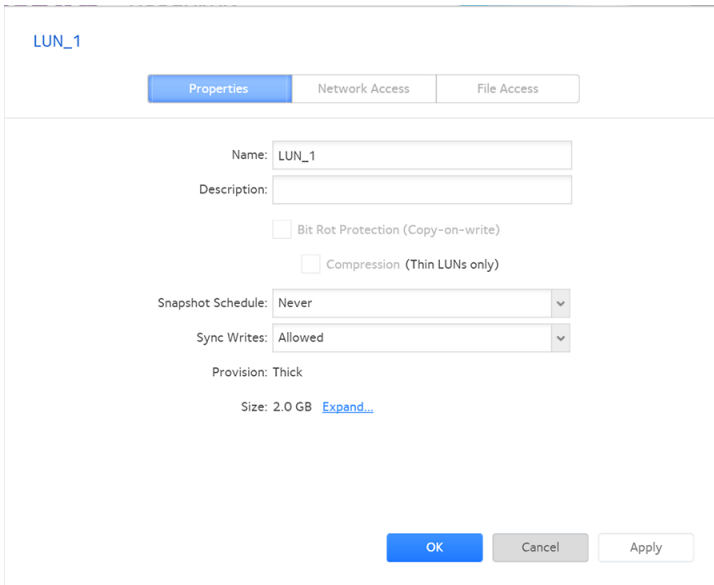 LUN_1
Properties Network Access File Access
Name: LUN_1
Description:
Bit Rot Protection (Copy-on-write)
Compression (Thin LUNs only)
Snapshot Schedule: Never
Sync Writes: Allowed
Provision: Thick
Size: 2.0 GB Expand...
OK Cancel Apply